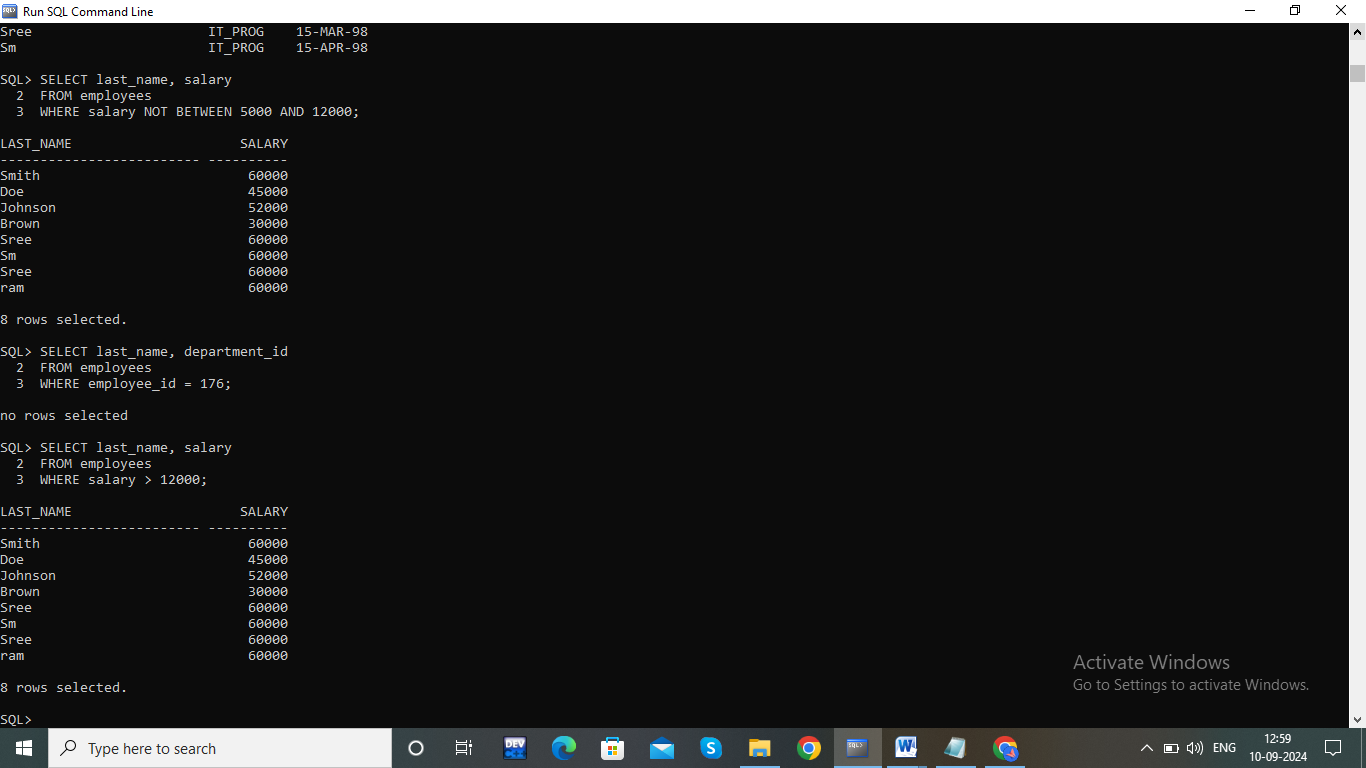 Run SQL Command Line
Sree                      IT_PROG    15-MAR-98
Sm                        IT_PROG    15-APR-98
SQL> SELECT last_name, salary
  2  FROM employees
  3  WHERE salary NOT BETWEEN 5000 AND 12000;
LAST_NAME                     SALARY
------------------------- ----------
Smith                          60000
Doe                            45000
Johnson                        52000
Brown                          30000
Sree                           60000
Sm                             60000
Sree                           60000
ram                            60000
8 rows selected.
SQL> SELECT last_name, department_id
  2  FROM employees
  3  WHERE employee_id = 176;
no rows selected
SQL> SELECT last_name, salary
  2  FROM employees
  3  WHERE salary > 12000;
LAST_NAME                     SALARY
------------------------- ----------
Smith                          60000
Doe                            45000
Johnson                        52000
Brown                          30000
Sree                           60000
Sm                             60000
Sree                           60000
ram                            60000
8 rows selected.
SQL>
Activate Windows
Go to Settings to activate Windows.
Type here to search
DEV
ENG
12:59
10-09-2024